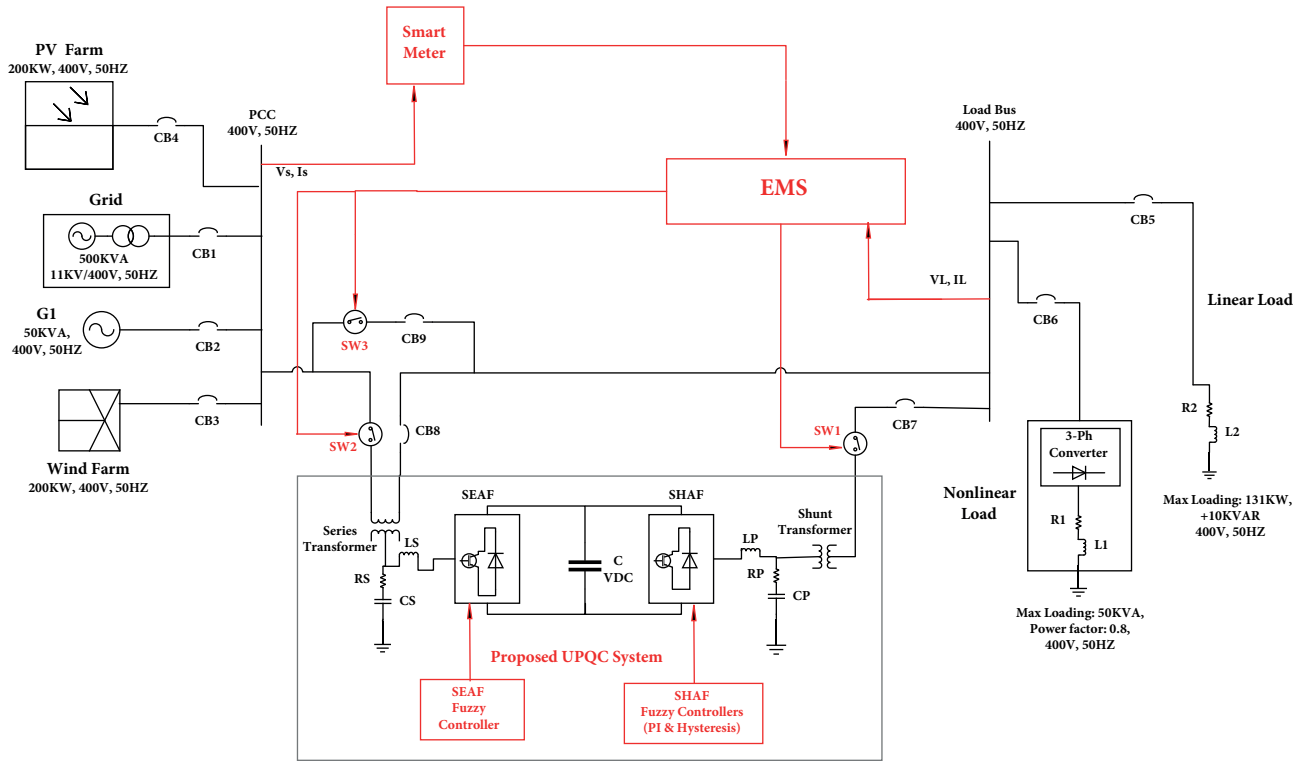 PV Farm
200KW, 400V, 50HZ
CB4
PCC
400V, 50HZ
Vs, Is
Smart
Meter
EMS
Load Bus
400V, 50HZ
CB5
VL, IL
CB6
Linear Load
Grid
500KVA
11KV/400V, 50HZ
CB1
G1
50KVA,
400V, 50HZ
CB2
CB3
Wind Farm
200KW, 400V, 50HZ
SW3
CB9
SW2
CB8
SW1
CB7
R2
L2
Max Loading: 131KW,
+10KVAR
400V, 50HZ
Nonlinear
Load
3-Ph
Converter
R1
L1
Max Loading: 50KVA,
Power factor: 0.8,
400V, 50HZ
Series
Transformer
LS
RS
CS
SEAF
C
VDC
SHAF
LP
RP
CP
Shunt
Transformer
Proposed UPQC System
SEAF
Fuzzy
Controller
SHAF
Fuzzy Controllers
(PI & Hysteresis)